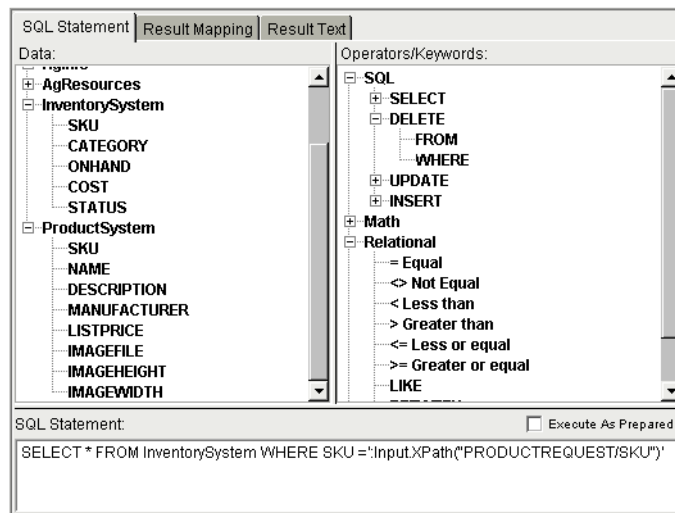 SQL Statement Result Mapping Result Text
Data:
AgResources
InventorySystem
SKU
CATEGORY
ONHAND
COST
STATUS
ProductSystem
SKU
NAME
DESCRIPTION
MANUFACTURER
LISTPRICE
IMAGEFILE
IMAGEHEIGHT
IMAGEWIDTH
Operators/Keywords:
SQL
SELECT
DELETE
FROM
WHERE
UPDATE
INSERT
Math
Relational
= Equal
<> Not Equal
< Less than
> Greater than
<= Less or equal
>= Greater or equal
LIKE
SQL Statement:
Execute As Prepared
SELECT * FROM InventorySystem WHERE SKU =':Input.XPath("PRODUCTREQUEST/SKU")'